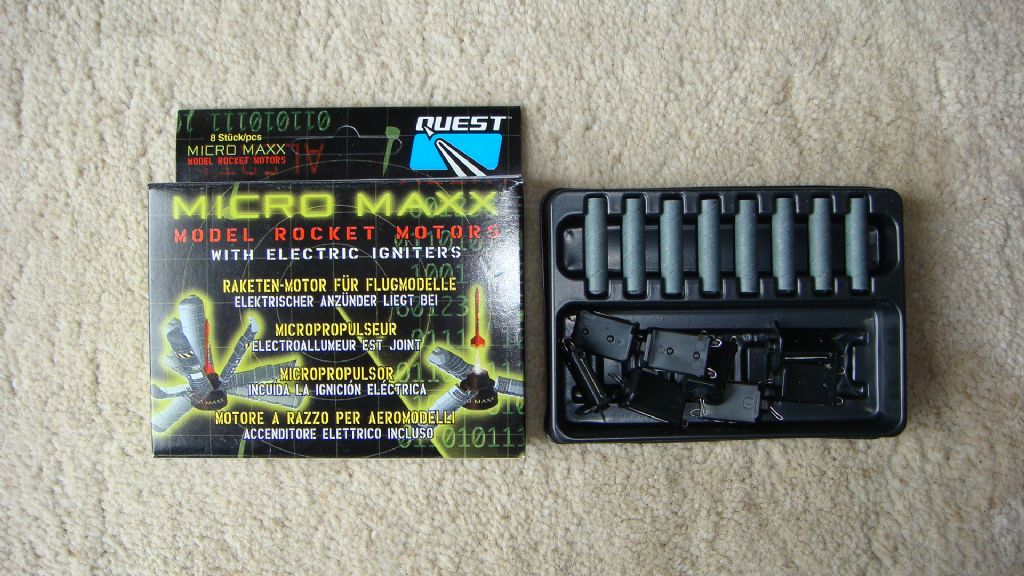 QUEST
8 Stück/pcs
MICRO MAXX
MODEL ROCKET MOTORS
MICRO MAXX
MODEL ROCKET MOTORS
WITH ELECTRIC IGNITERS
RAKETEN-MOTOR FÜR FLUGMODELLE
ELEKTRISCHER ANZÜNDER LIEGT BEI
MICROPROPULSEUR
ELECTROALLUMEUR EST JOINT
MICROPROPULSOR
INCUÍDA LA IGNICIÓN ELÉCTRICA
MOTORE A RAZZO PER AEROMODELLI
ACCENDITORE ELETTRICO INCLUSO